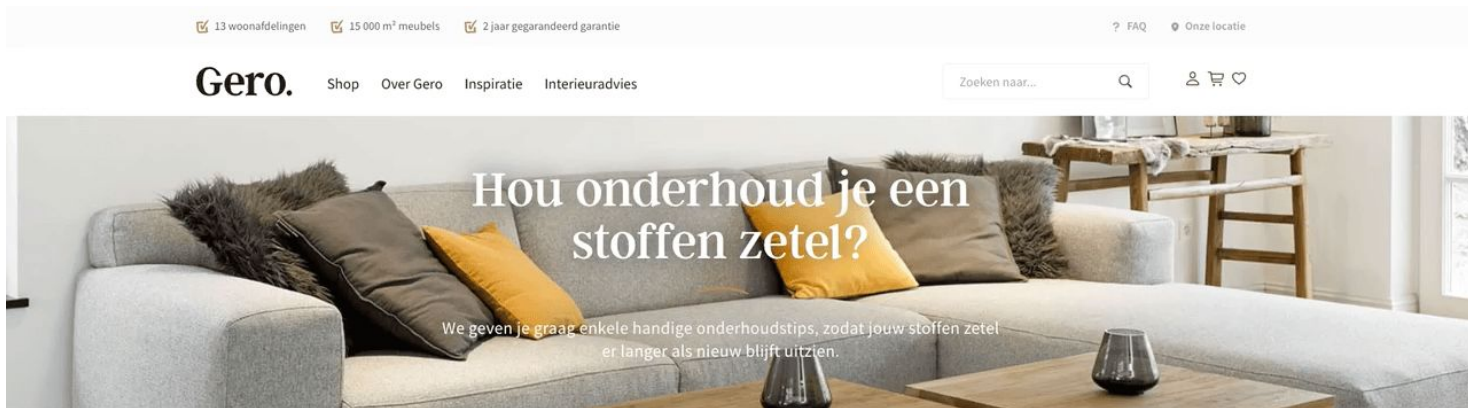 13 woonafdelingen 15 000 m² meubels 2 jaar gegarandeerd garantie ? FAQ Onze locatie
Gero. Shop Over Gero Inspiratie Interieuradvies Zoeken naar...
Hou onderhoud je een
stoffen zetel?
We geven je graag enkele handige onderhoudstips, zodat jouw stoffen zetel
er langer als nieuw blijft uitzien.